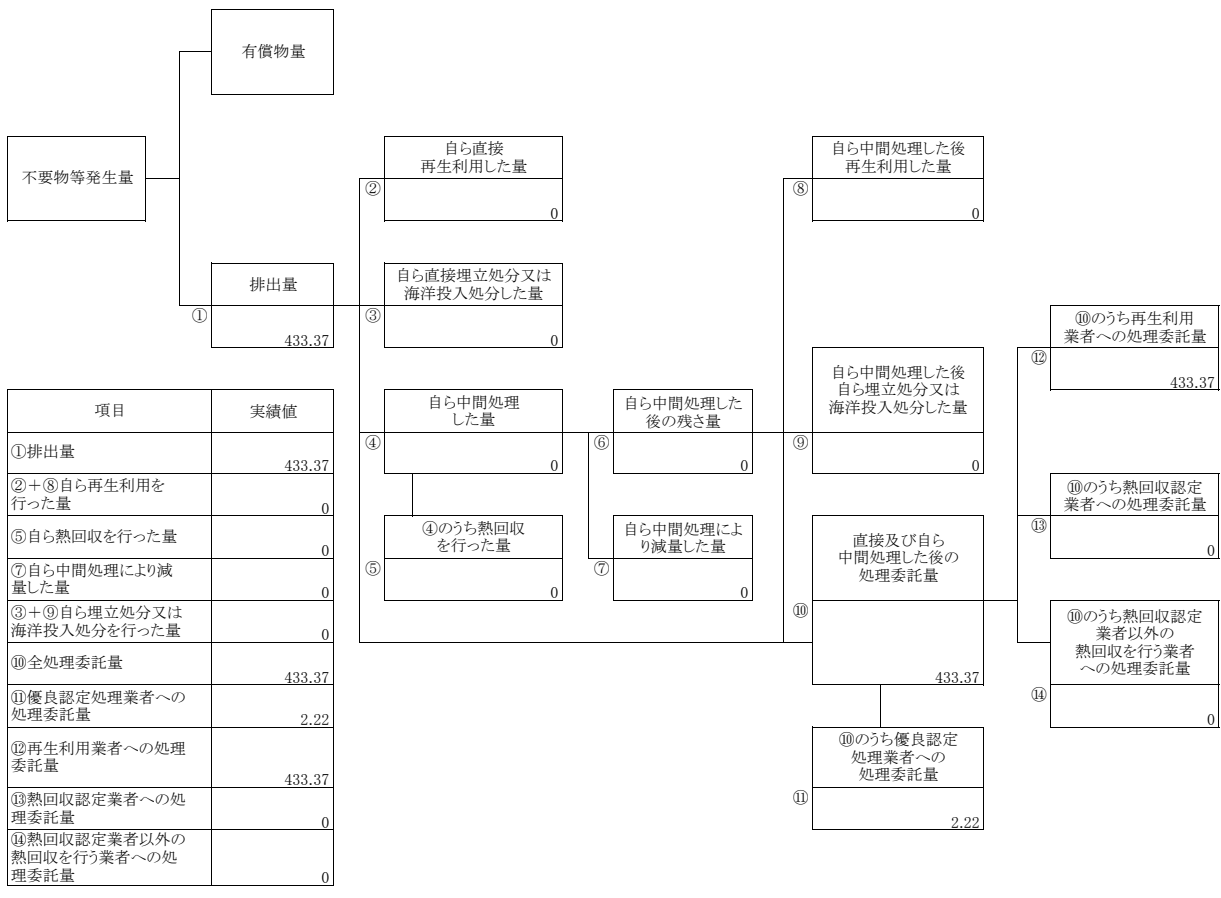 有償物量
不要物等発生量
排出量
①
433.37
自ら直接
再生利用した量
②
0
自ら直接埋立処分又は
海洋投入処分した量
③
0
自ら中間処理
した量
④
0
④のうち熱回収
を行った量
⑤
0
自ら中間処理した
後の残さ量
⑥
0
自ら中間処理によ
り減量した量
⑦
0
自ら中間処理した後
再生利用した量
⑧
0
自ら中間処理した後
自ら埋立処分又は
海洋投入処分した量
⑨
0
直接及び自ら
中間処理した後の
処理委託量
⑩
433.37
⑩のうち優良認定
処理業者への
処理委託量
⑪
2.22
⑩のうち再生利用
業者への処理委託量
⑫
433.37
⑩のうち熱回収認定
業者への処理委託量
⑬
0
⑩のうち熱回収認定
業者以外の
熱回収を行う業者
への処理委託量
⑭
0
項目 実績値
①排出量
433.37
②＋⑧自ら再生利用を
行った量
0
⑤自ら熱回収を行った量
0
⑦自ら中間処理により減
量した量
0
③＋⑨自ら埋立処分又は
海洋投入処分を行った量
0
⑩全処理委託量
433.37
⑪優良認定処理業者への
処理委託量
2.22
⑫再生利用業者への処理
委託量
433.37
⑬熱回収認定業者への処
理委託量
0
⑭熱回収認定業者以外の
熱回収を行う業者への処
理委託量
0